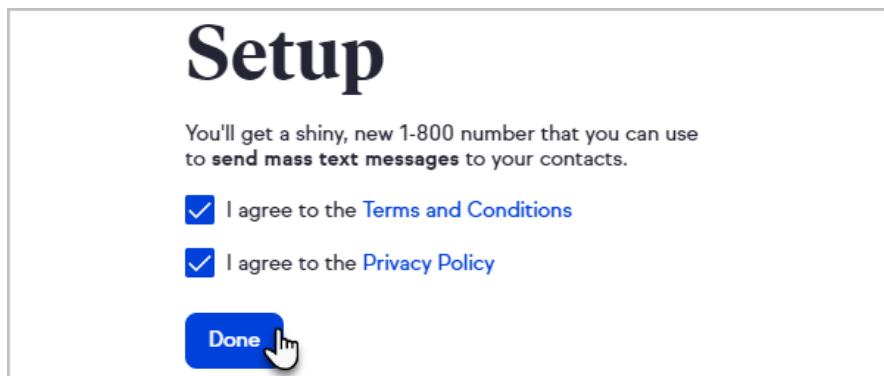 Setup
You'll get a shiny, new 1-800 number that you can use
to send mass text messages to your contacts.
I agree to the Terms and Conditions
I agree to the Privacy Policy
Done